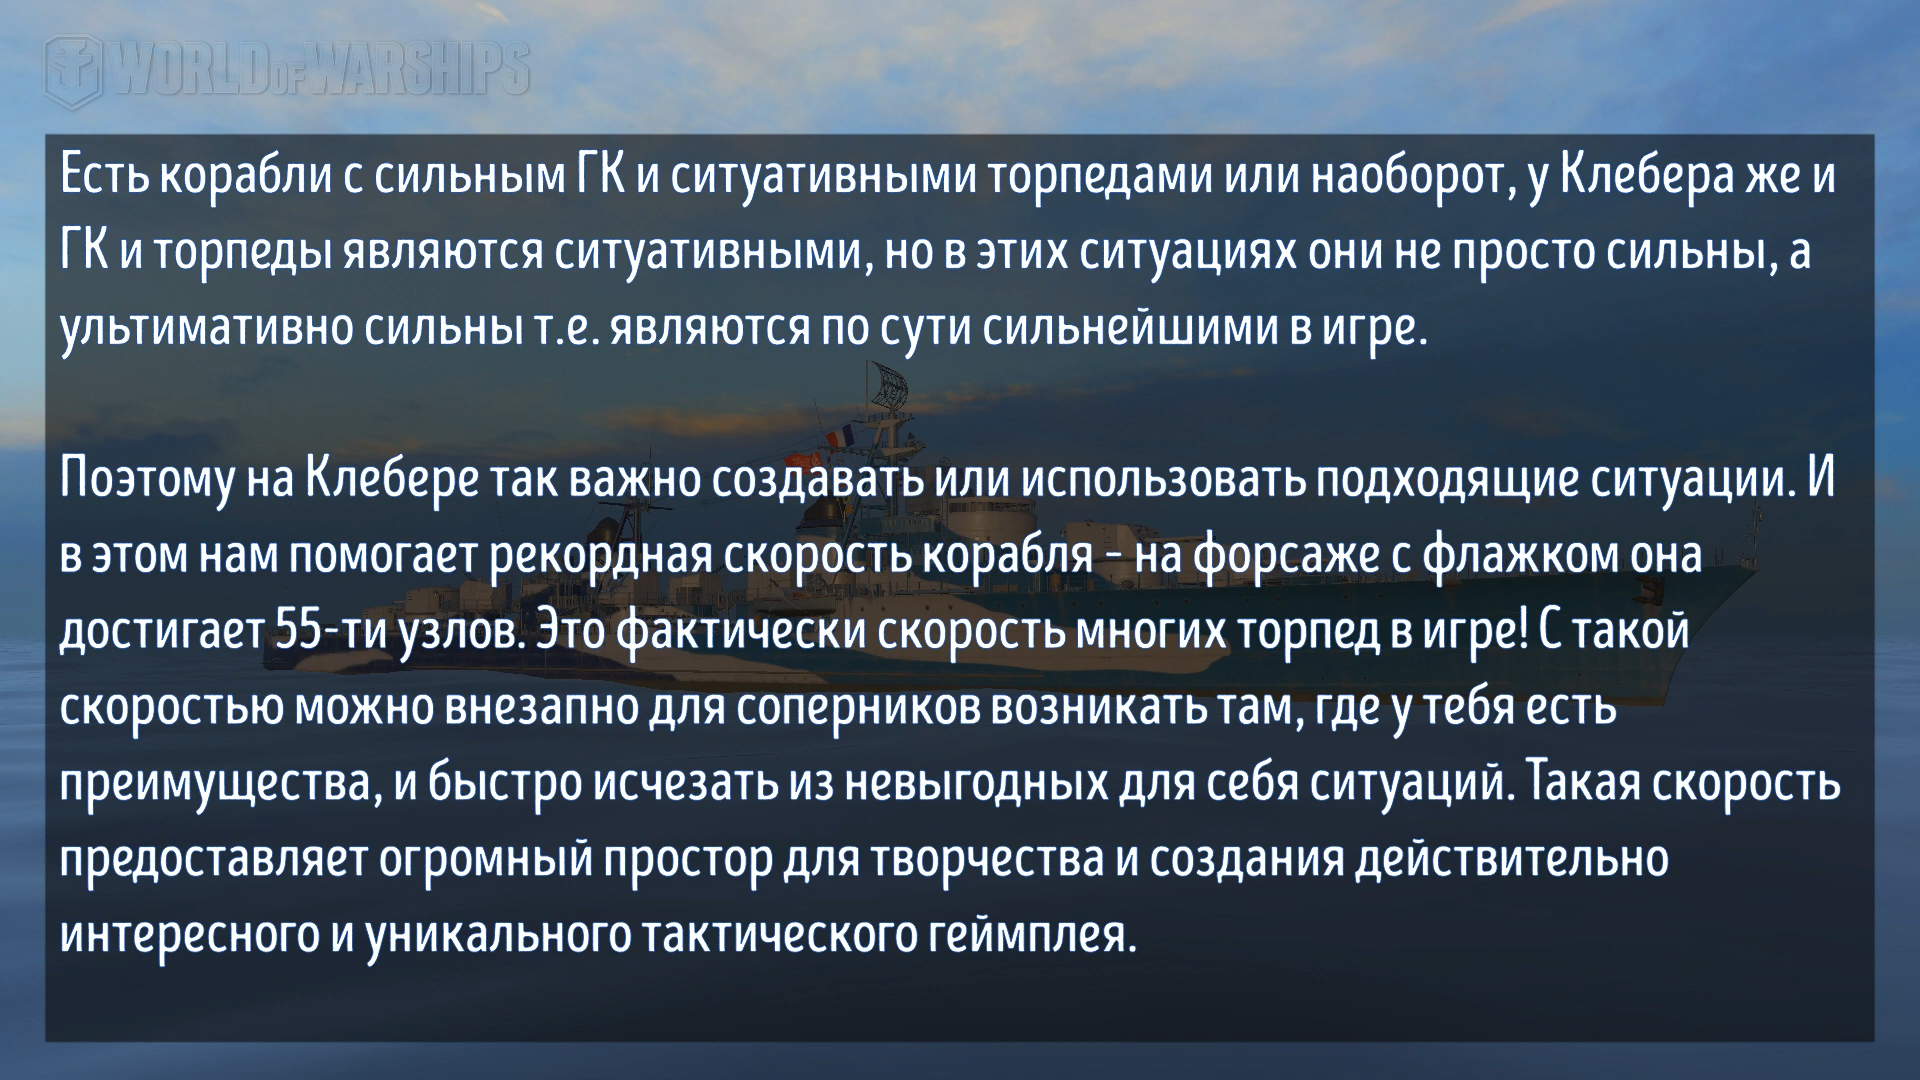 WORLD OF WARSHIPS
Есть корабли с сильным ГК и ситуативными торпедами или наоборот, у Клебера же и
ГК и торпеды являются ситуативными, но в этих ситуациях они не просто сильны, а
ультимативно сильны т.е. являются по сути сильнейшими в игре.
Поэтому на Клебере так важно создавать или использовать подходящие ситуации. И
в этом нам помогает рекордная скорость корабля - на форсаже с флажком она
достигает 55-ти узлов. Это фактически скорость многих торпед в игре! С такой
скоростью можно внезапно для соперников возникать там, где у тебя есть
преимущества, и быстро исчезать из невыгодных для себя ситуаций. Такая скорость
предоставляет огромный простор для творчества и создания действительно
интересного и уникального тактического геймплея.